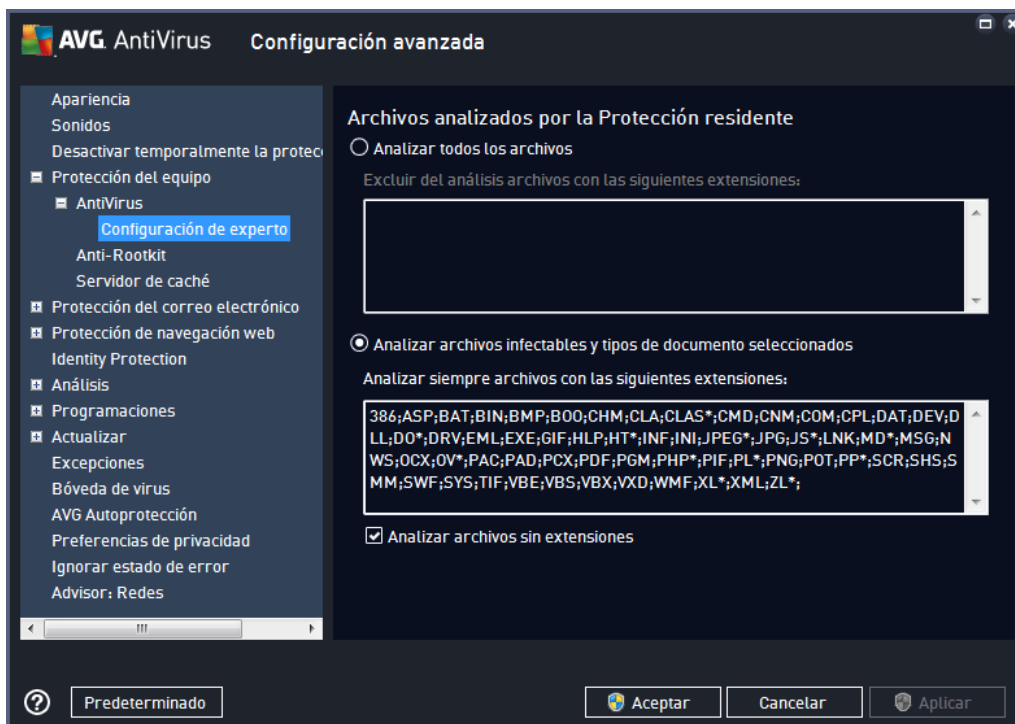 AVG. AntiVirus Configuración avanzada
Apariencia
Sonidos
Desactivar temporalmente la protec
Protección del equipo
AntiVirus
Configuración de experto
Anti-Rootkit
Servidor de caché
Protección del correo electrónico
Protección de navegación web
Identity Protection
Análisis
Programaciones
Actualizar
Excepciones
Bóveda de virus
AVG Autoprotección
Preferencias de privacidad
Ignorar estado de error
Advisor: Redes
Archivos analizados por la Protección residente
Analizar todos los archivos
Excluir del análisis archivos con las siguientes extensiones:
Analizar archivos infectables y tipos de documento seleccionados
Analizar siempre archivos con las siguientes extensiones:
386;ASP;BAT;BIN;BMP;BOO;CHM;CLA;CLAS*;CMD;CNM;COM;CPL;DAT;DEV;D
LL;DO*;DRV;EML;EXE;GIF;HLP;HT*;INF;INI;JPEG*;JPG;JS*;LNK;MD*;MSG;N
WS;OCX;OV*;PAC;PAD;PCX;PDF;PGM;PHP*;PIF;PL*;PNG;POT;PP*;SCR;SHS;S
MM;SWF;SYS;TIF;VBE;VBS;VBX;VXD;WMF;XL*;XML;ZL*;
Analizar archivos sin extensiones
Predeterminado
Aceptar
Cancelar
Aplicar